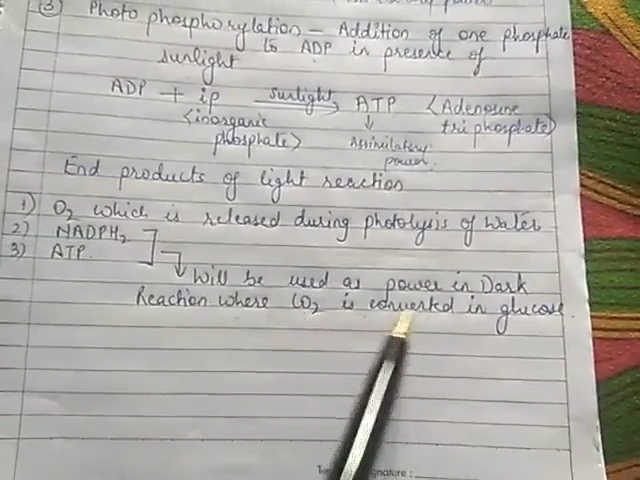 ③ Photo phosphorylation - Addition of one phosphate
to ADP in presence of
sunlight
ADP + ip sunlight ATP <Adenosine
<inorganic phosphate> tri phosphate>
Assimilatory power.
End products of light reaction
1) O2 which is released during photolysis of water
2) NADPH2
3) ATP
Will be used as power in Dark
Reaction where CO2 is converted in glucose.
ignature :